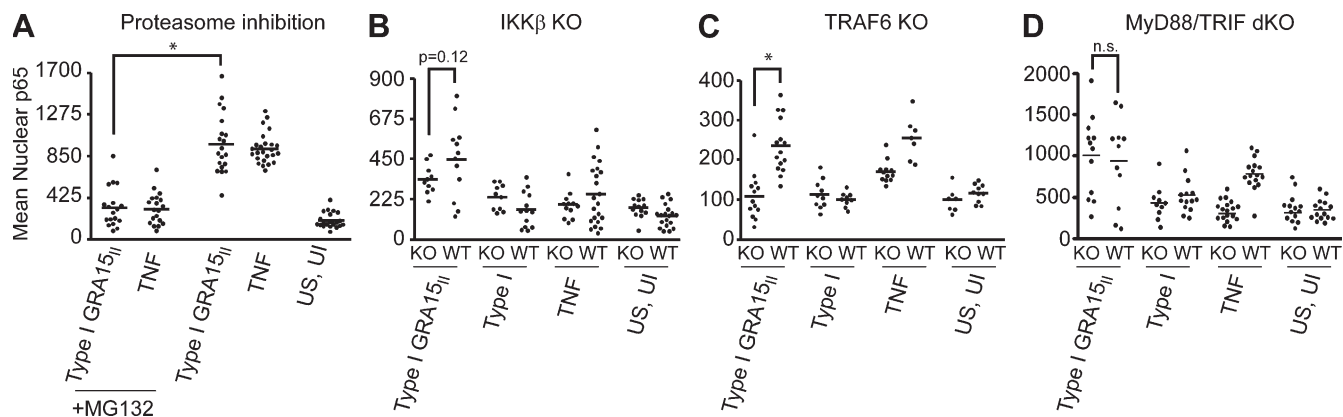 A Proteasome inhibition
Mean Nuclear p65
1700
1275
850
425
0
*
Type I GRA15II
TNF
Type I GRA15II
TNF
US, UI
+MG132
B IKKβ KO
900
675
450
225
0
p=0.12
KO WT KO WT KO WT KO WT
Type I GRA15II
Type I
TNF
US, UI
C TRAF6 KO
400
300
200
100
0
*
KO WT KO WT KO WT KO WT
Type I GRA15II
Type I
TNF
US, UI
D MyD88/TRIF dKO
2000
1500
1000
500
0
n.s.
KO WT KO WT KO WT KO WT
Type I GRA15II
Type I
TNF
US, UI